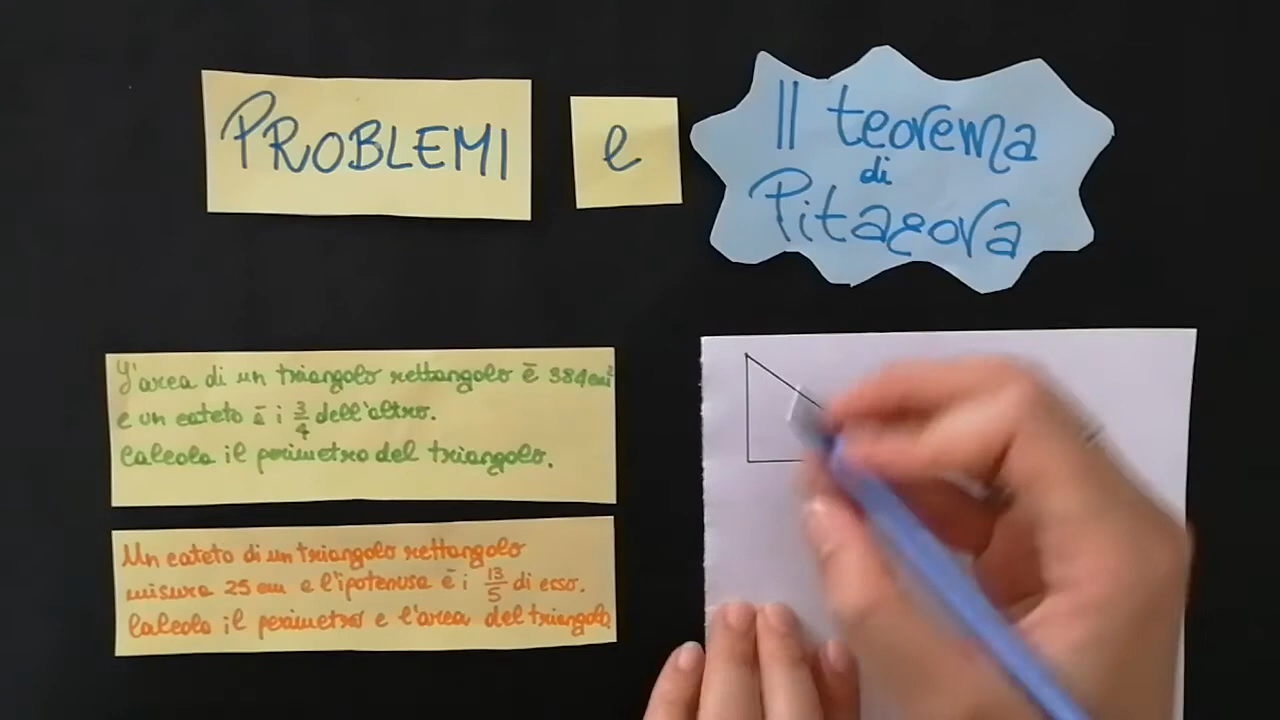 PROBLEMI
e
Il teorema
di
Pitagora
L'area di un triangolo rettangolo è 384 cm²
e un cateto è i 3/4 dell'altro.
Calcola il perimetro del triangolo.
Un cateto di un triangolo rettangolo
misura 25 cm e l'ipotenusa è i 13/5 di esso.
Calcola il perimetro e l'area del triangolo.